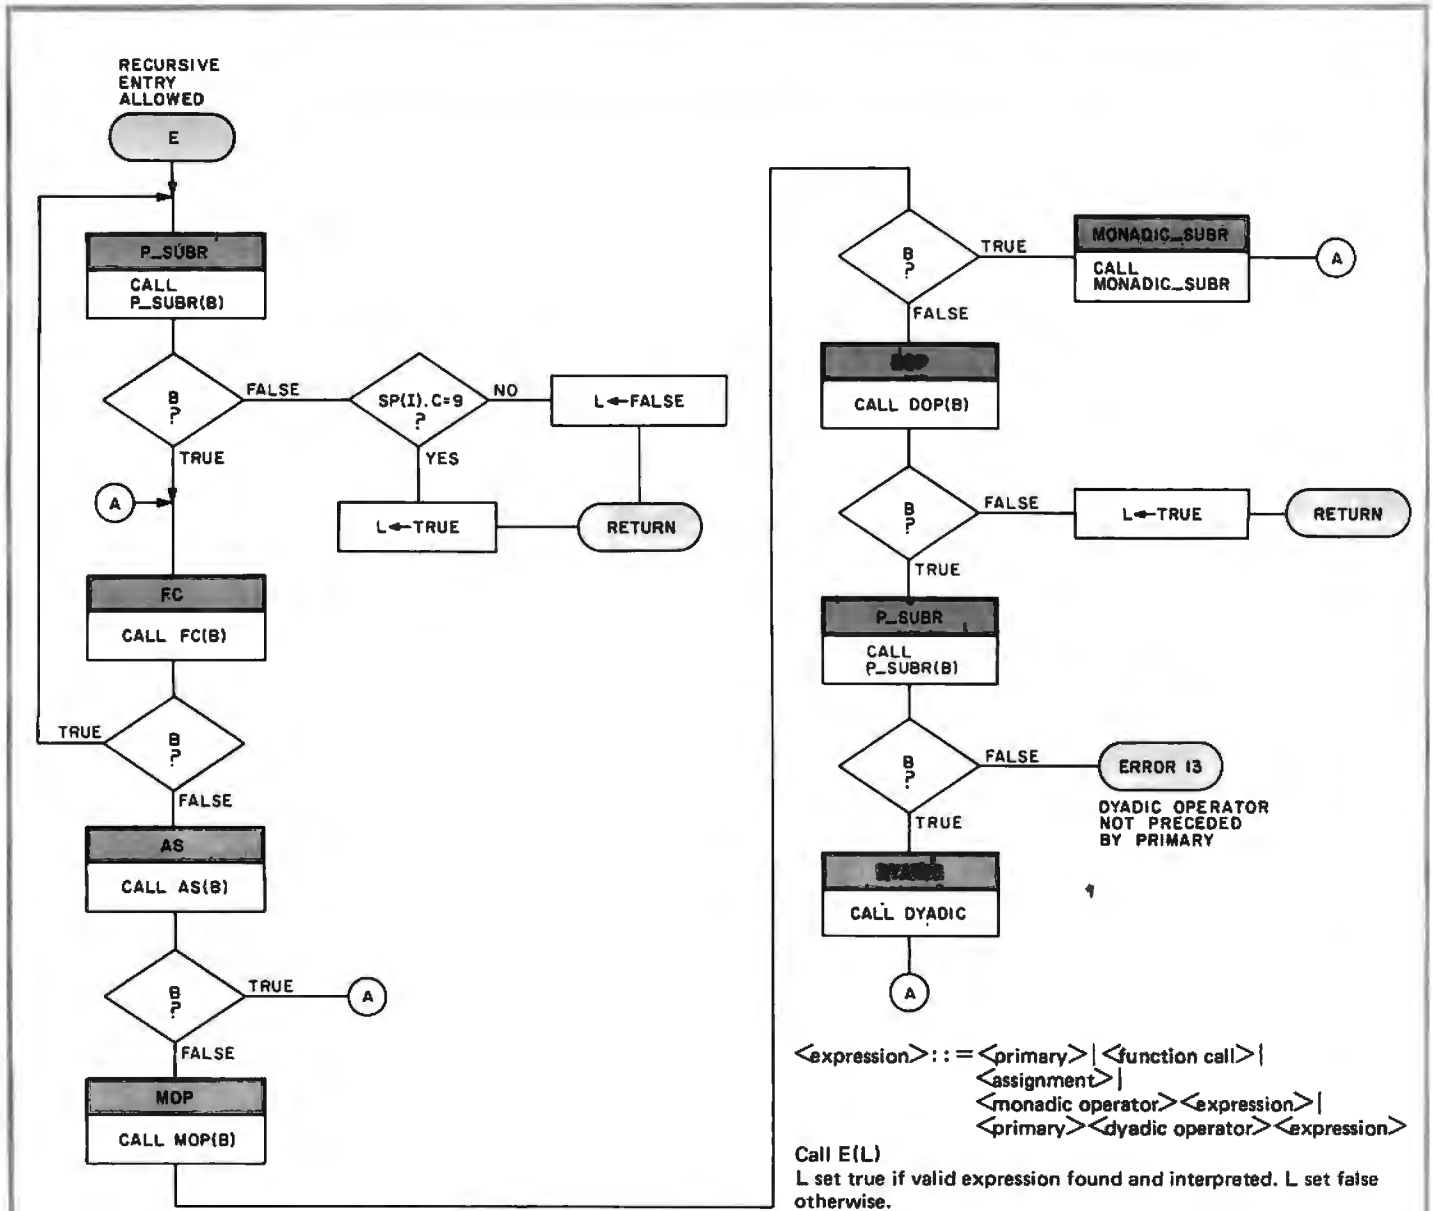 RECURSIVE
ENTRY
ALLOWED
E
P_SUBR
CALL
P_SUBR(B)
B
?
FALSE
TRUE
SP(I).C=9
?
NO
YES
L←FALSE
L←TRUE
RETURN
A
FC
CALL FC(B)
B
?
TRUE
FALSE
AS
CALL AS(B)
B
?
TRUE
A
FALSE
MOP
CALL MOP(B)
B
?
TRUE
FALSE
MONADIC_SUBR
CALL
MONADIC_SUBR
A
CALL DOP(B)
B
?
FALSE
TRUE
L←TRUE
RETURN
P_SUBR
CALL
P_SUBR(B)
B
?
FALSE
TRUE
ERROR 13
DYADIC OPERATOR
NOT PRECEDED
BY PRIMARY
CALL DYADIC
A
<expression>::=<primary>|<function call>|
<assignment>|
<monadic operator><expression>|
<primary><dyadic operator><expression>
Call E(L)
L set true if valid expression found and interpreted. L set false
otherwise.